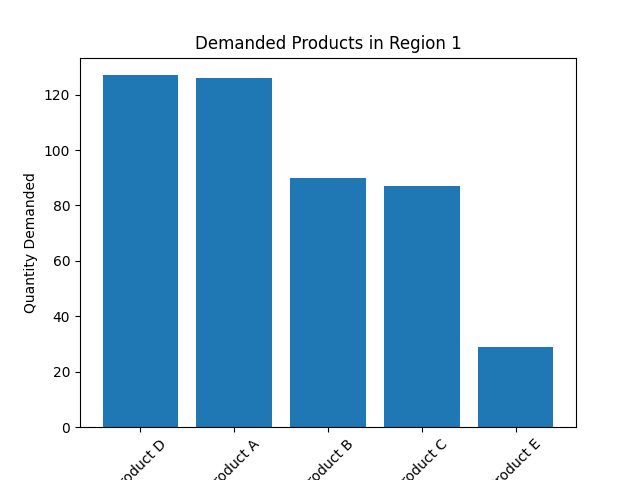 Demanded Products in Region 1
Quantity Demanded
120
100
80
60
40
20
0
roduct D
roduct A
roduct B
roduct C
roduct E